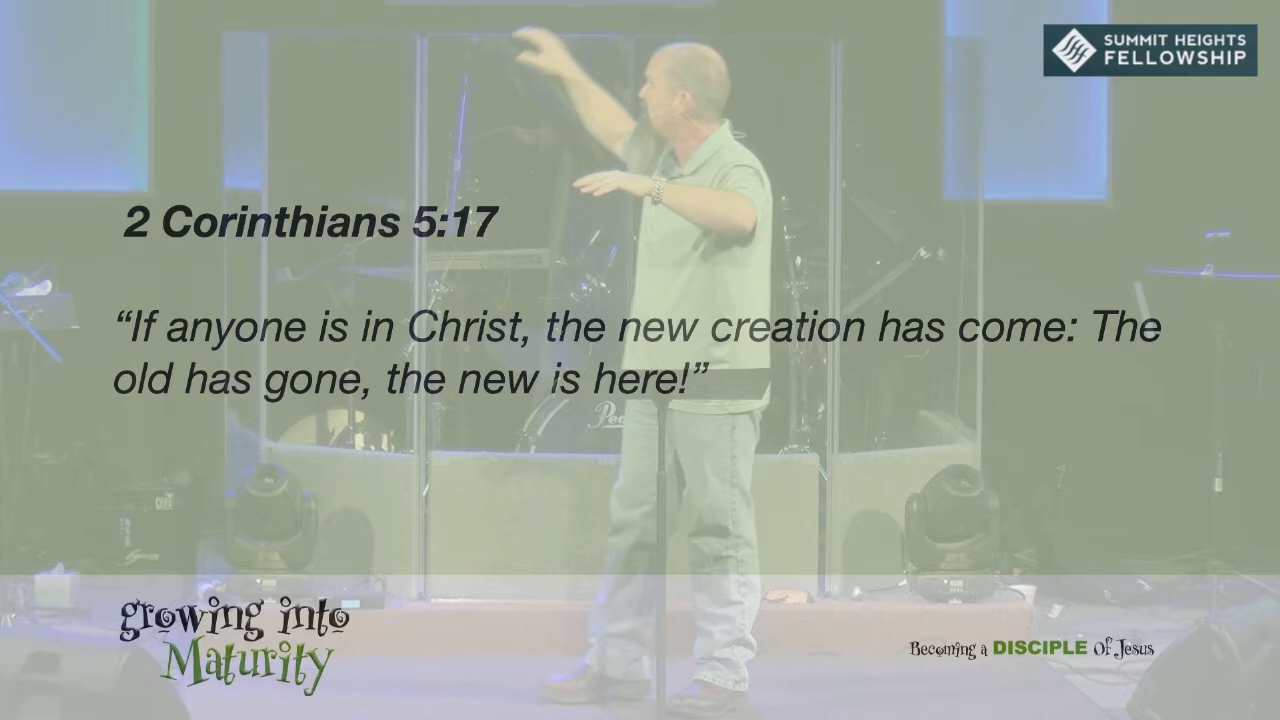 SUMMIT HEIGHTS
FELLOWSHIP
2 Corinthians 5:17
“If anyone is in Christ, the new creation has come: The
old has gone, the new is here!”
growing into
Maturity
Becoming a DISCIPLE Of Jesus